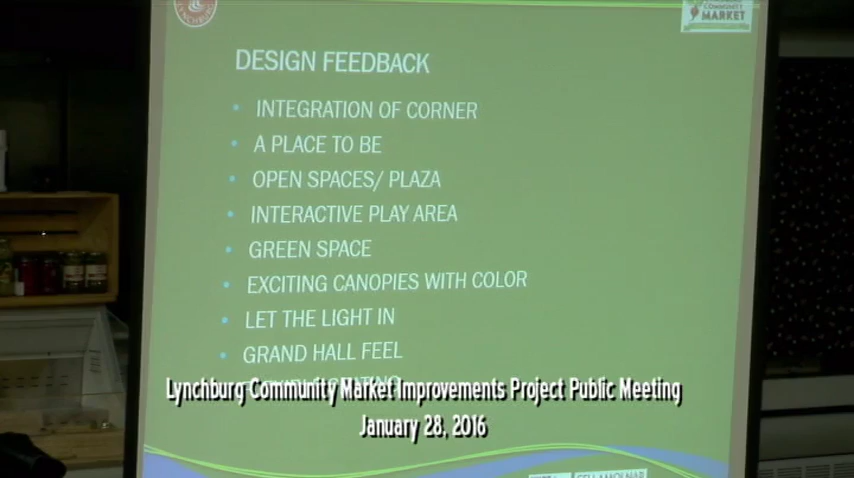 LYNCHBURG
COMMUNITY
MARKET
DESIGN FEEDBACK
• INTEGRATION OF CORNER
• A PLACE TO BE
• OPEN SPACES/ PLAZA
• INTERACTIVE PLAY AREA
• GREEN SPACE
• EXCITING CANOPIES WITH COLOR
• LET THE LIGHT IN
• GRAND HALL FEEL
Lynchburg Community Market Improvements Project Public Meeting
January 28, 2016